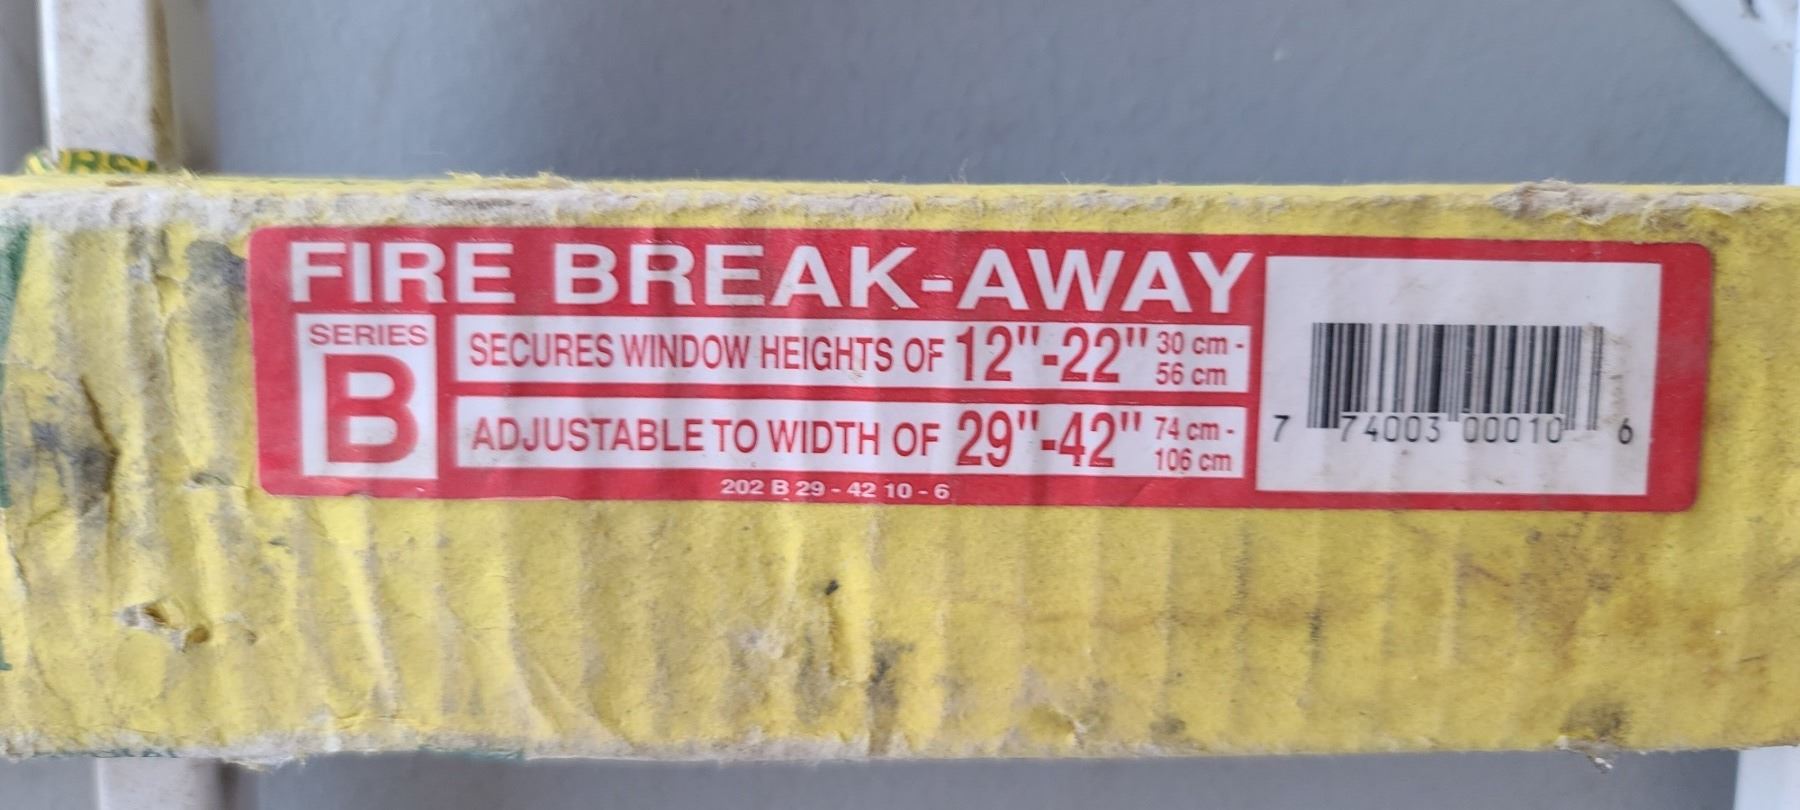 FIRE BREAK-AWAY
SERIES
B
SECURES WINDOW HEIGHTS OF 12"-22" 30 cm - 56 cm
ADJUSTABLE TO WIDTH OF 29"-42" 74 cm - 106 cm
202 B 29 - 42 10 - 6
7 74003 00010 6